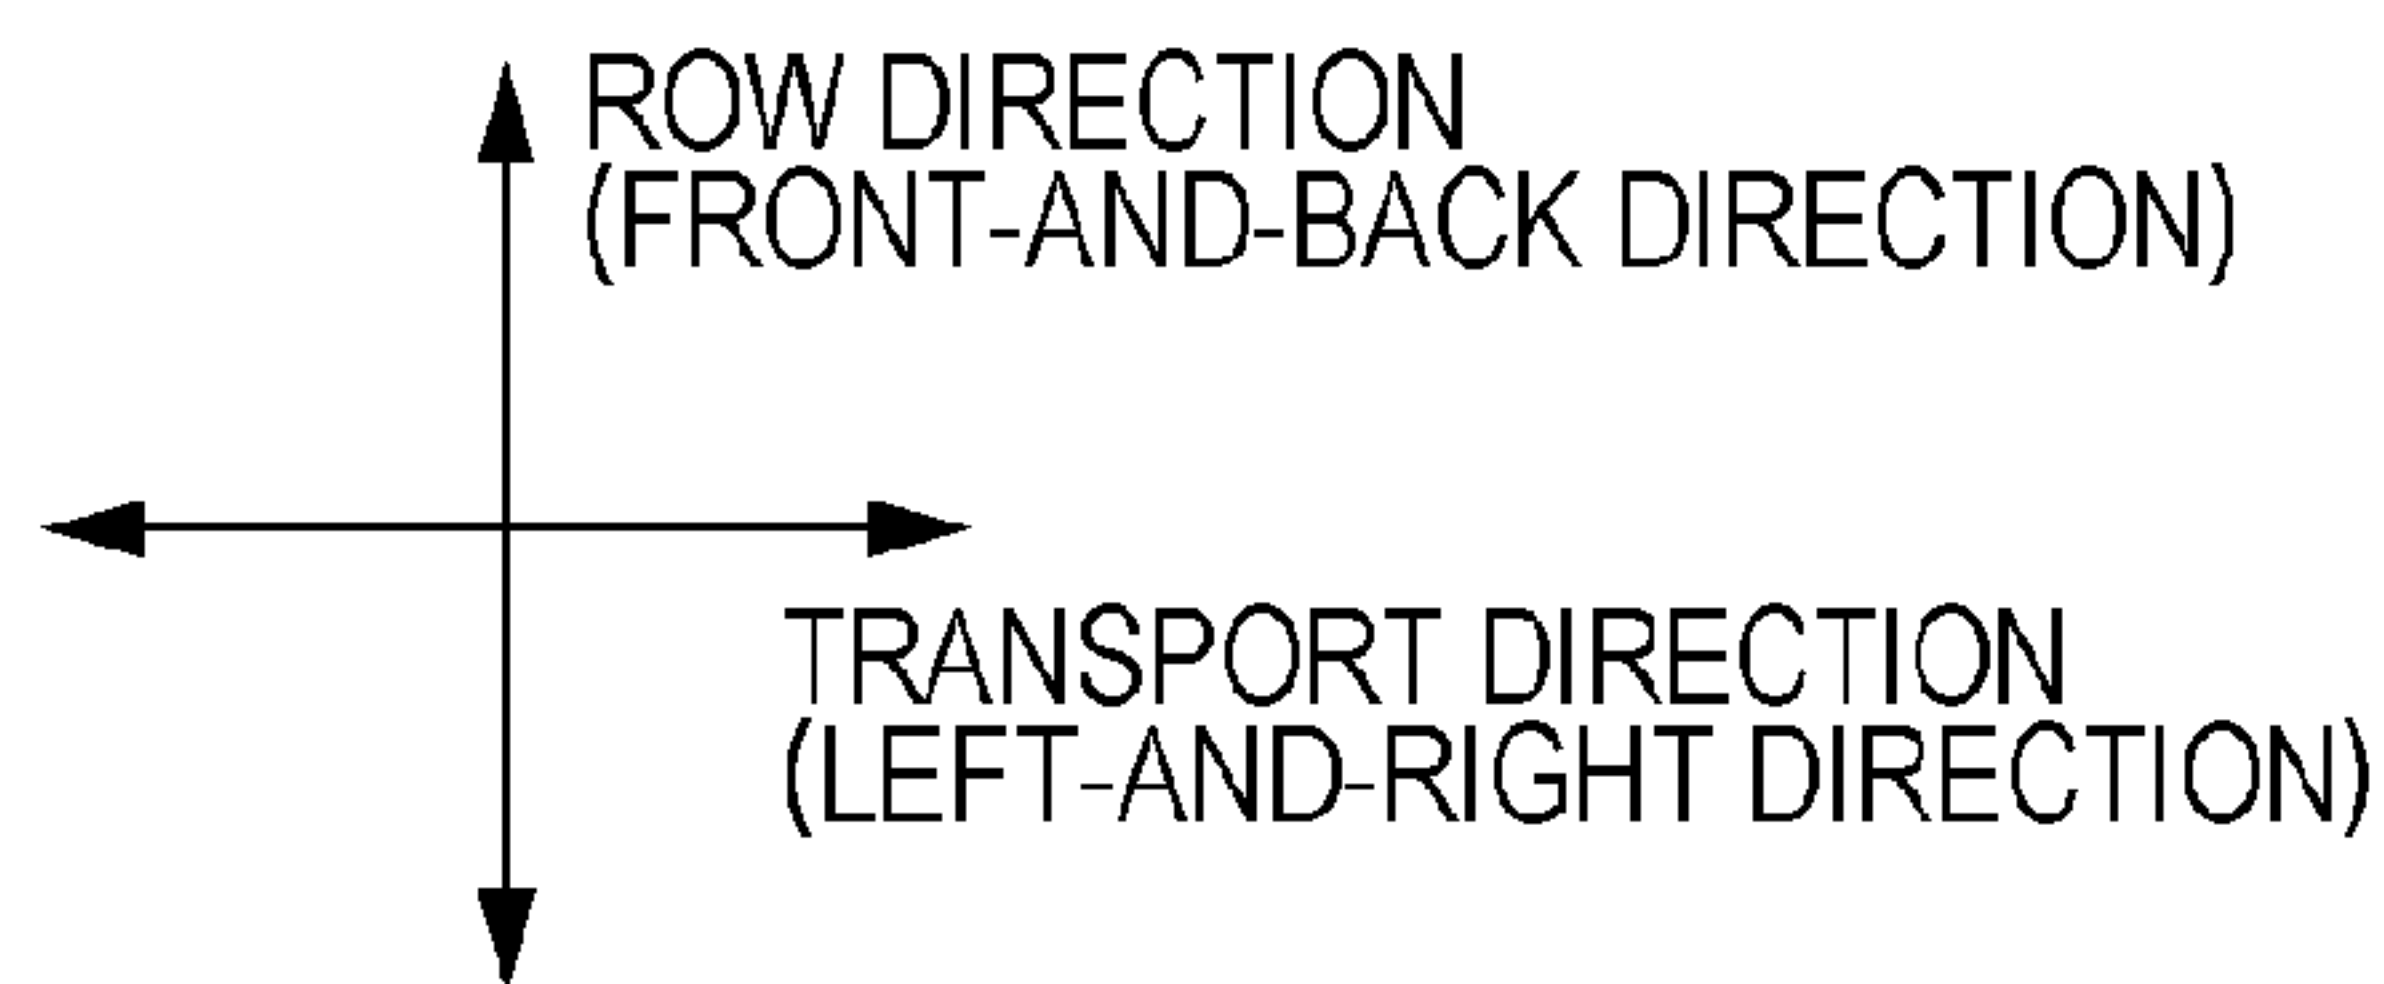 ROW DIRECTION
(FRONT-AND-BACK DIRECTION)
TRANSPORT DIRECTION
(LEFT-AND-RIGHT DIRECTION)